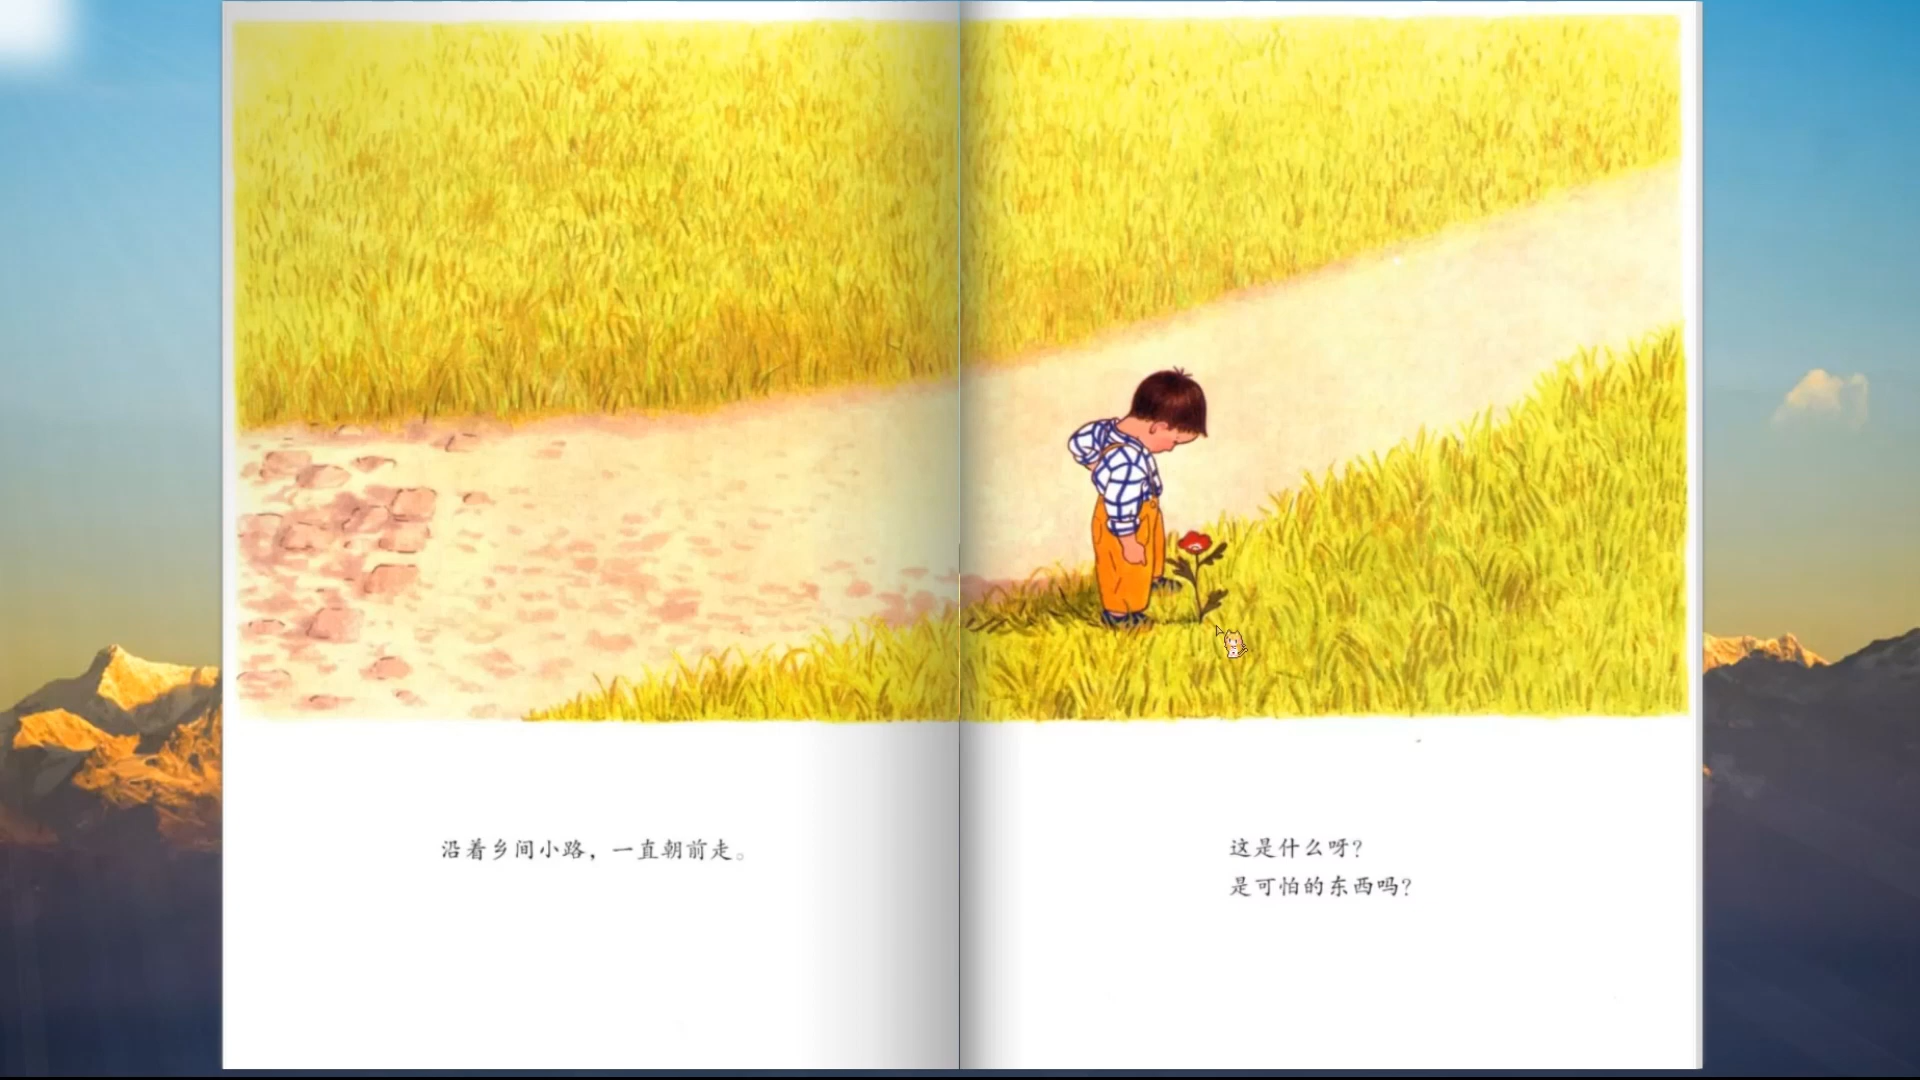 沿着乡间小路，一直朝前走。
这是什么呀？
是可怕的东西吗？